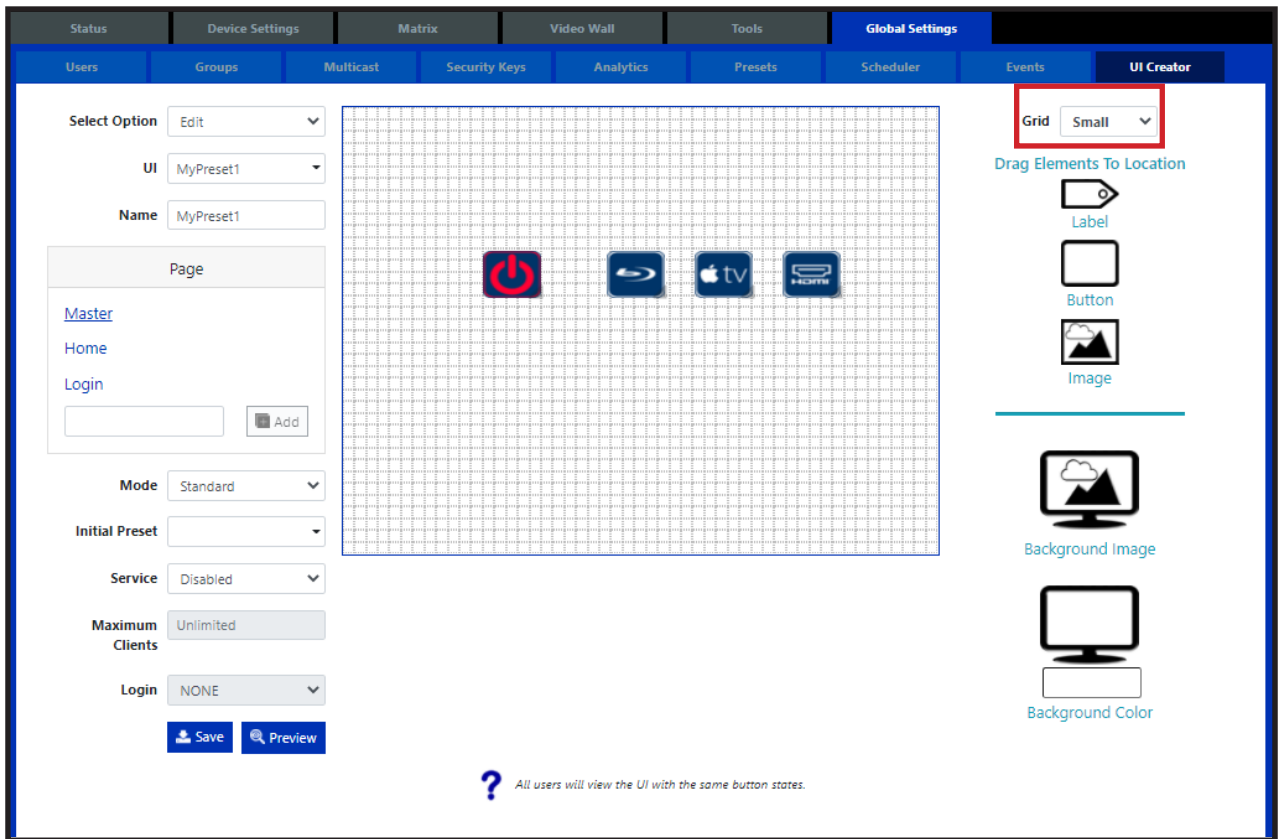 Status Device Settings Matrix Video Wall Tools Global Settings
Users Groups Multicast Security Keys Analytics Presets Scheduler Events UI Creator
Select Option Edit
UI MyPreset1
Name MyPreset1
Page
Master
Home
Login
Add
Mode Standard
Initial Preset
Service Disabled
Maximum Clients Unlimited
Login NONE
Save Preview
tv HDMI
Grid Small
Drag Elements To Location
Label
Button
Image
Background Image
Background Color
? All users will view the UI with the same button states.